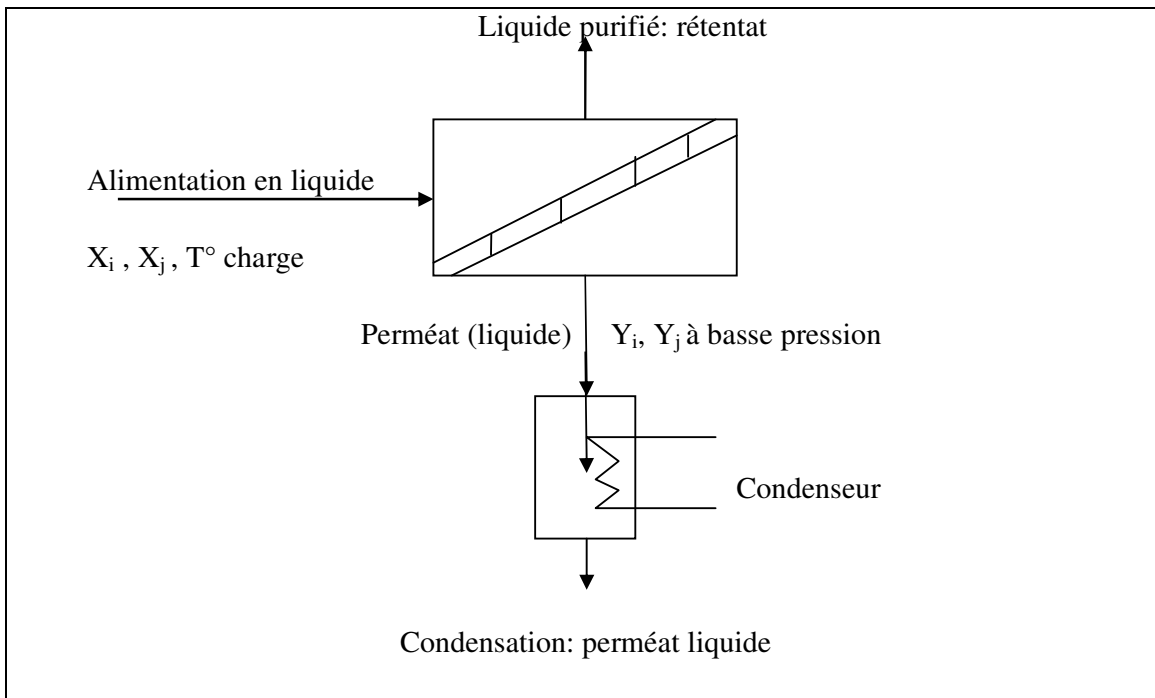 Liquide purifié: rétentat
Alimentation en liquide
Xi , Xj , T° charge
Perméat (liquide) Yi, Yj à basse pression
Condenseur
Condensation: perméat liquide